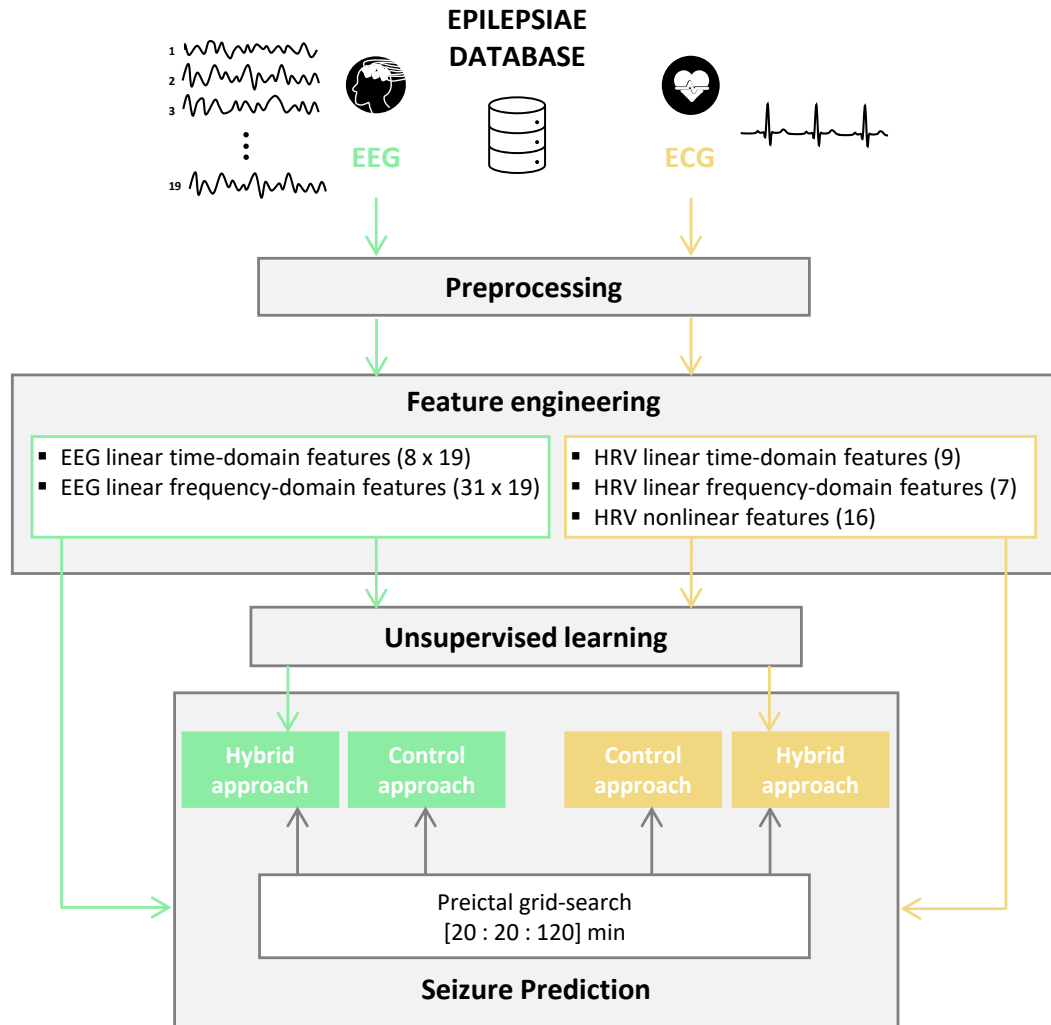 EPILEPSIAE
DATABASE
1
2
3
19
EEG
ECG
Preprocessing
Feature engineering
▪ EEG linear time-domain features (8 x 19)
▪ EEG linear frequency-domain features (31 x 19)
▪ HRV linear time-domain features (9)
▪ HRV linear frequency-domain features (7)
▪ HRV nonlinear features (16)
Unsupervised learning
Hybrid
approach
Control
approach
Control
approach
Hybrid
approach
Preictal grid-search
[20 : 20 : 120] min
Seizure Prediction